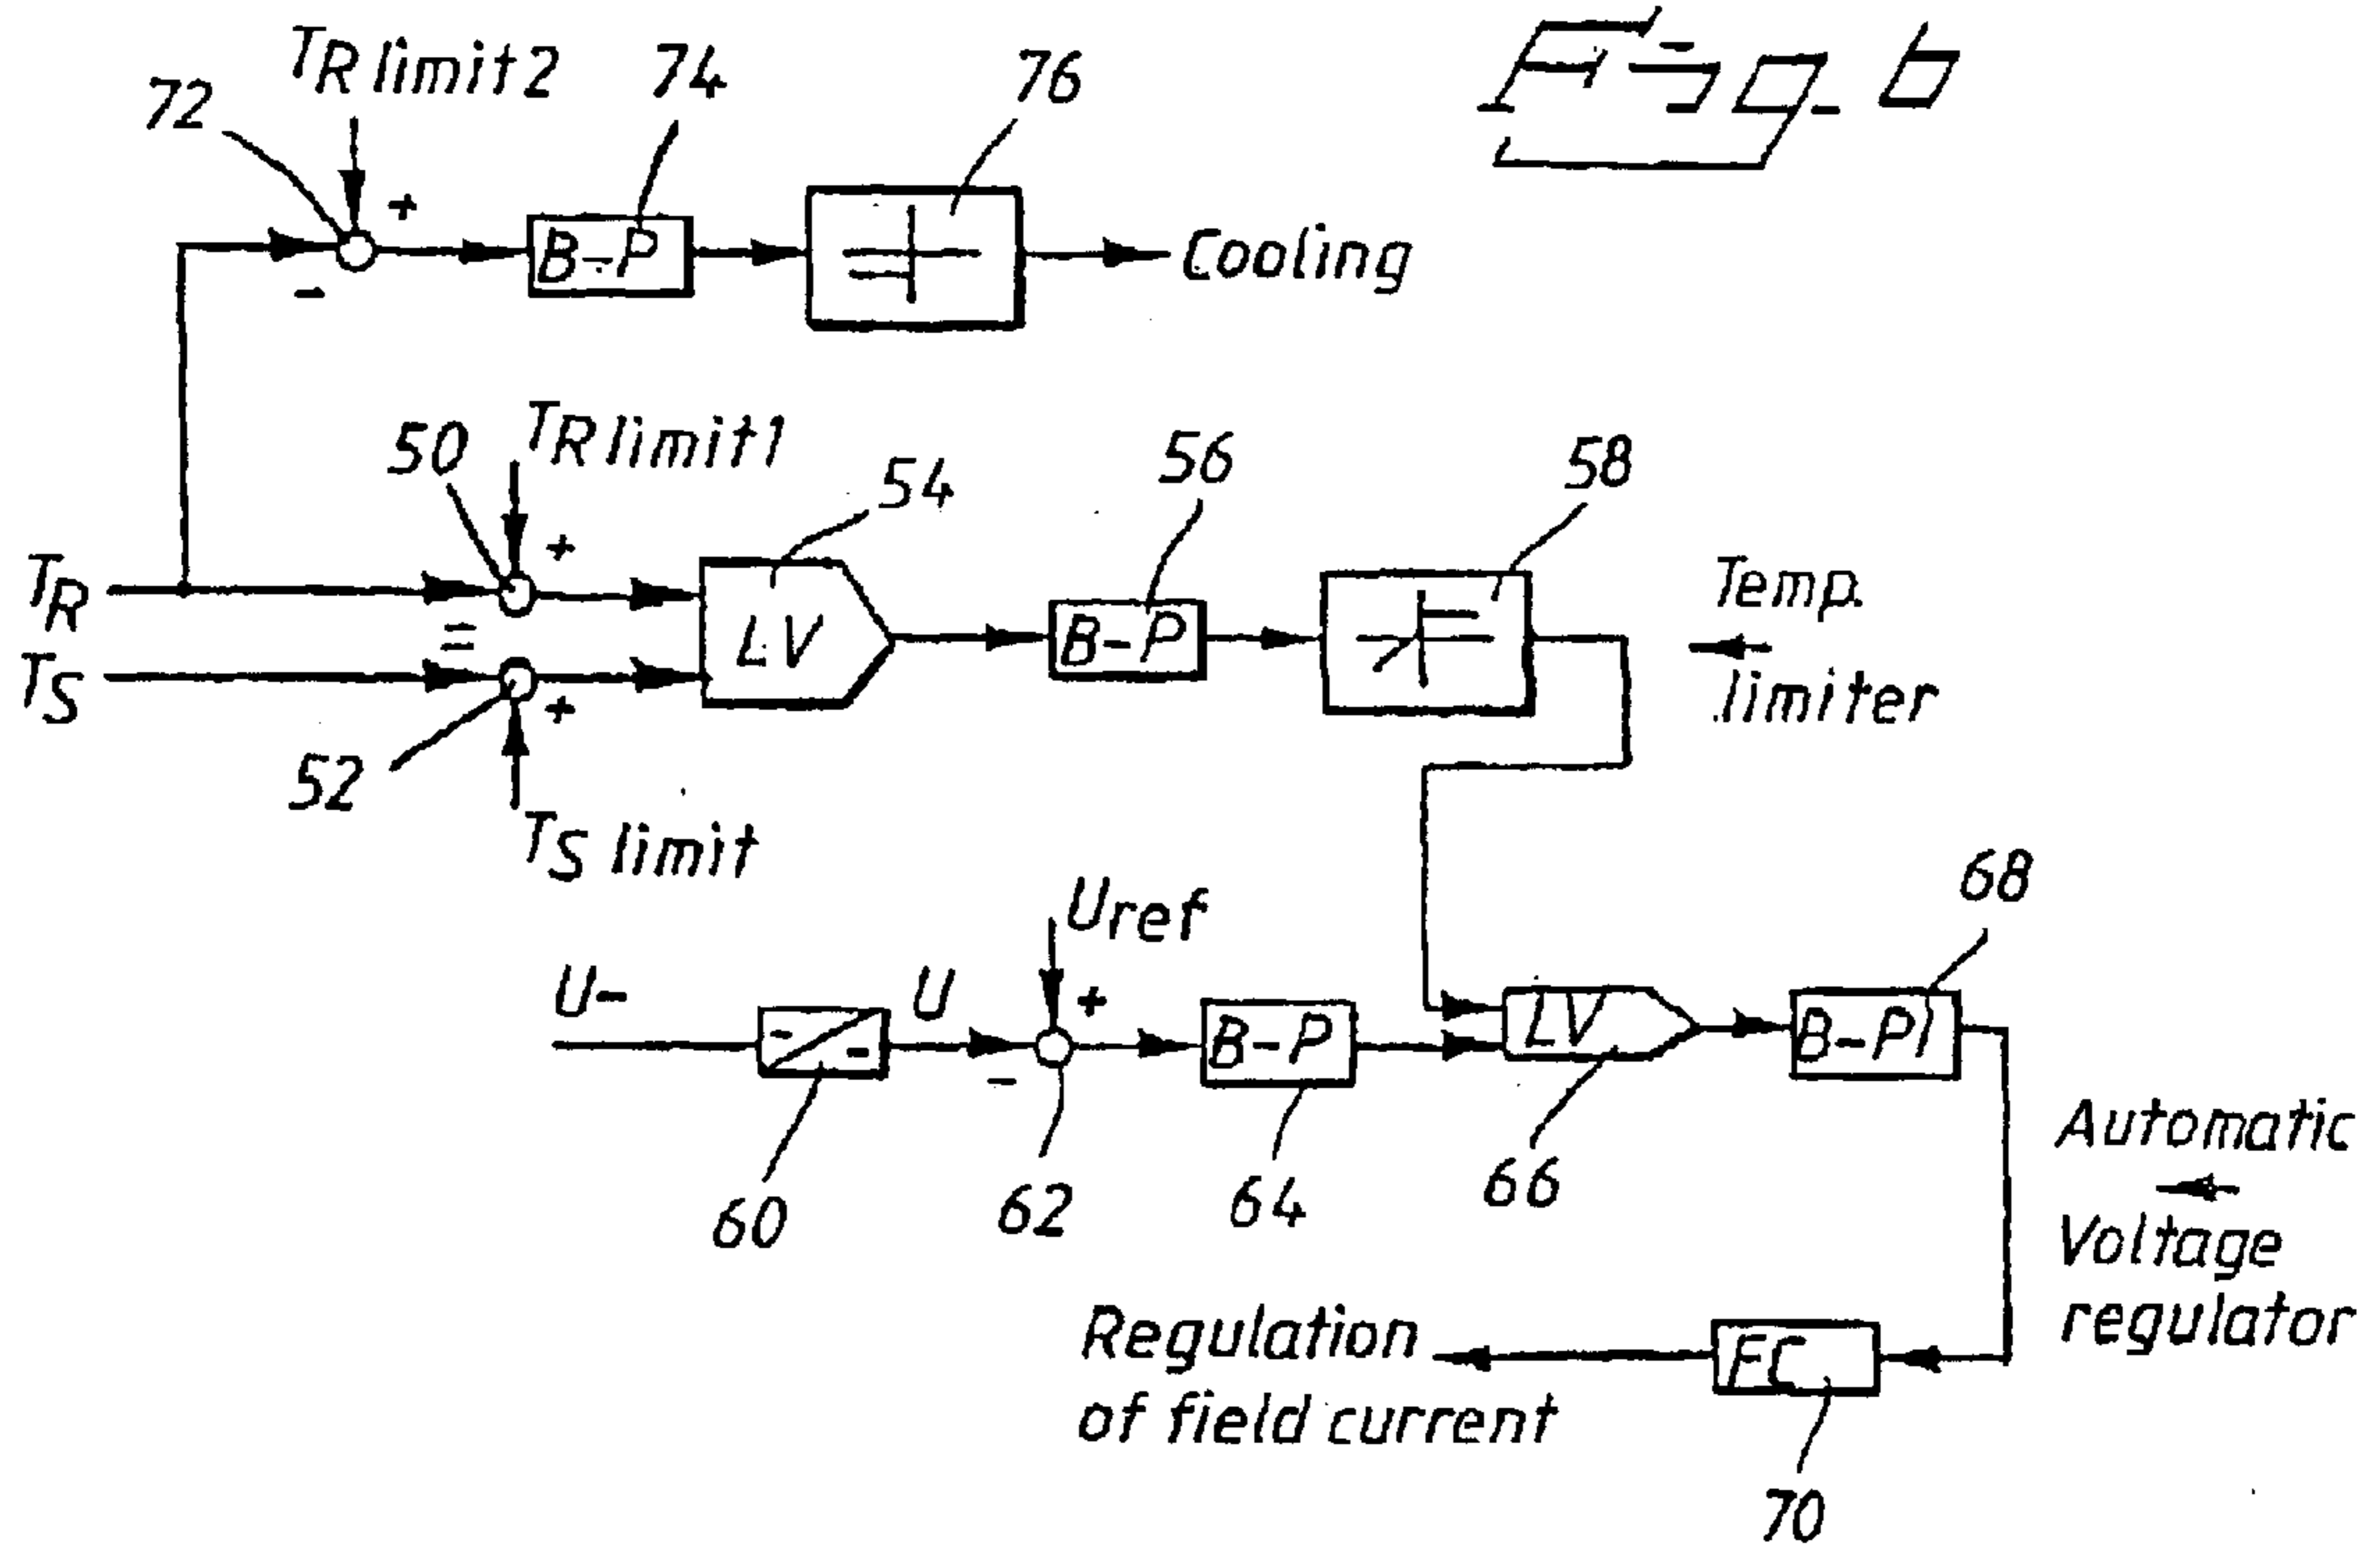 Fig. 6
TR limit 2
72
74
76
+
-
B-P
Cooling
TR limit 1
50
54
56
58
+
TR
LV
B-P
Temp.
limiter
TS
-
-
+
52
TS limit
Uref
68
U~
U
+
-
B-P
LV
B-PI
60
62
64
66
Automatic
Voltage
regulator
Regulation
of field current
FC
70